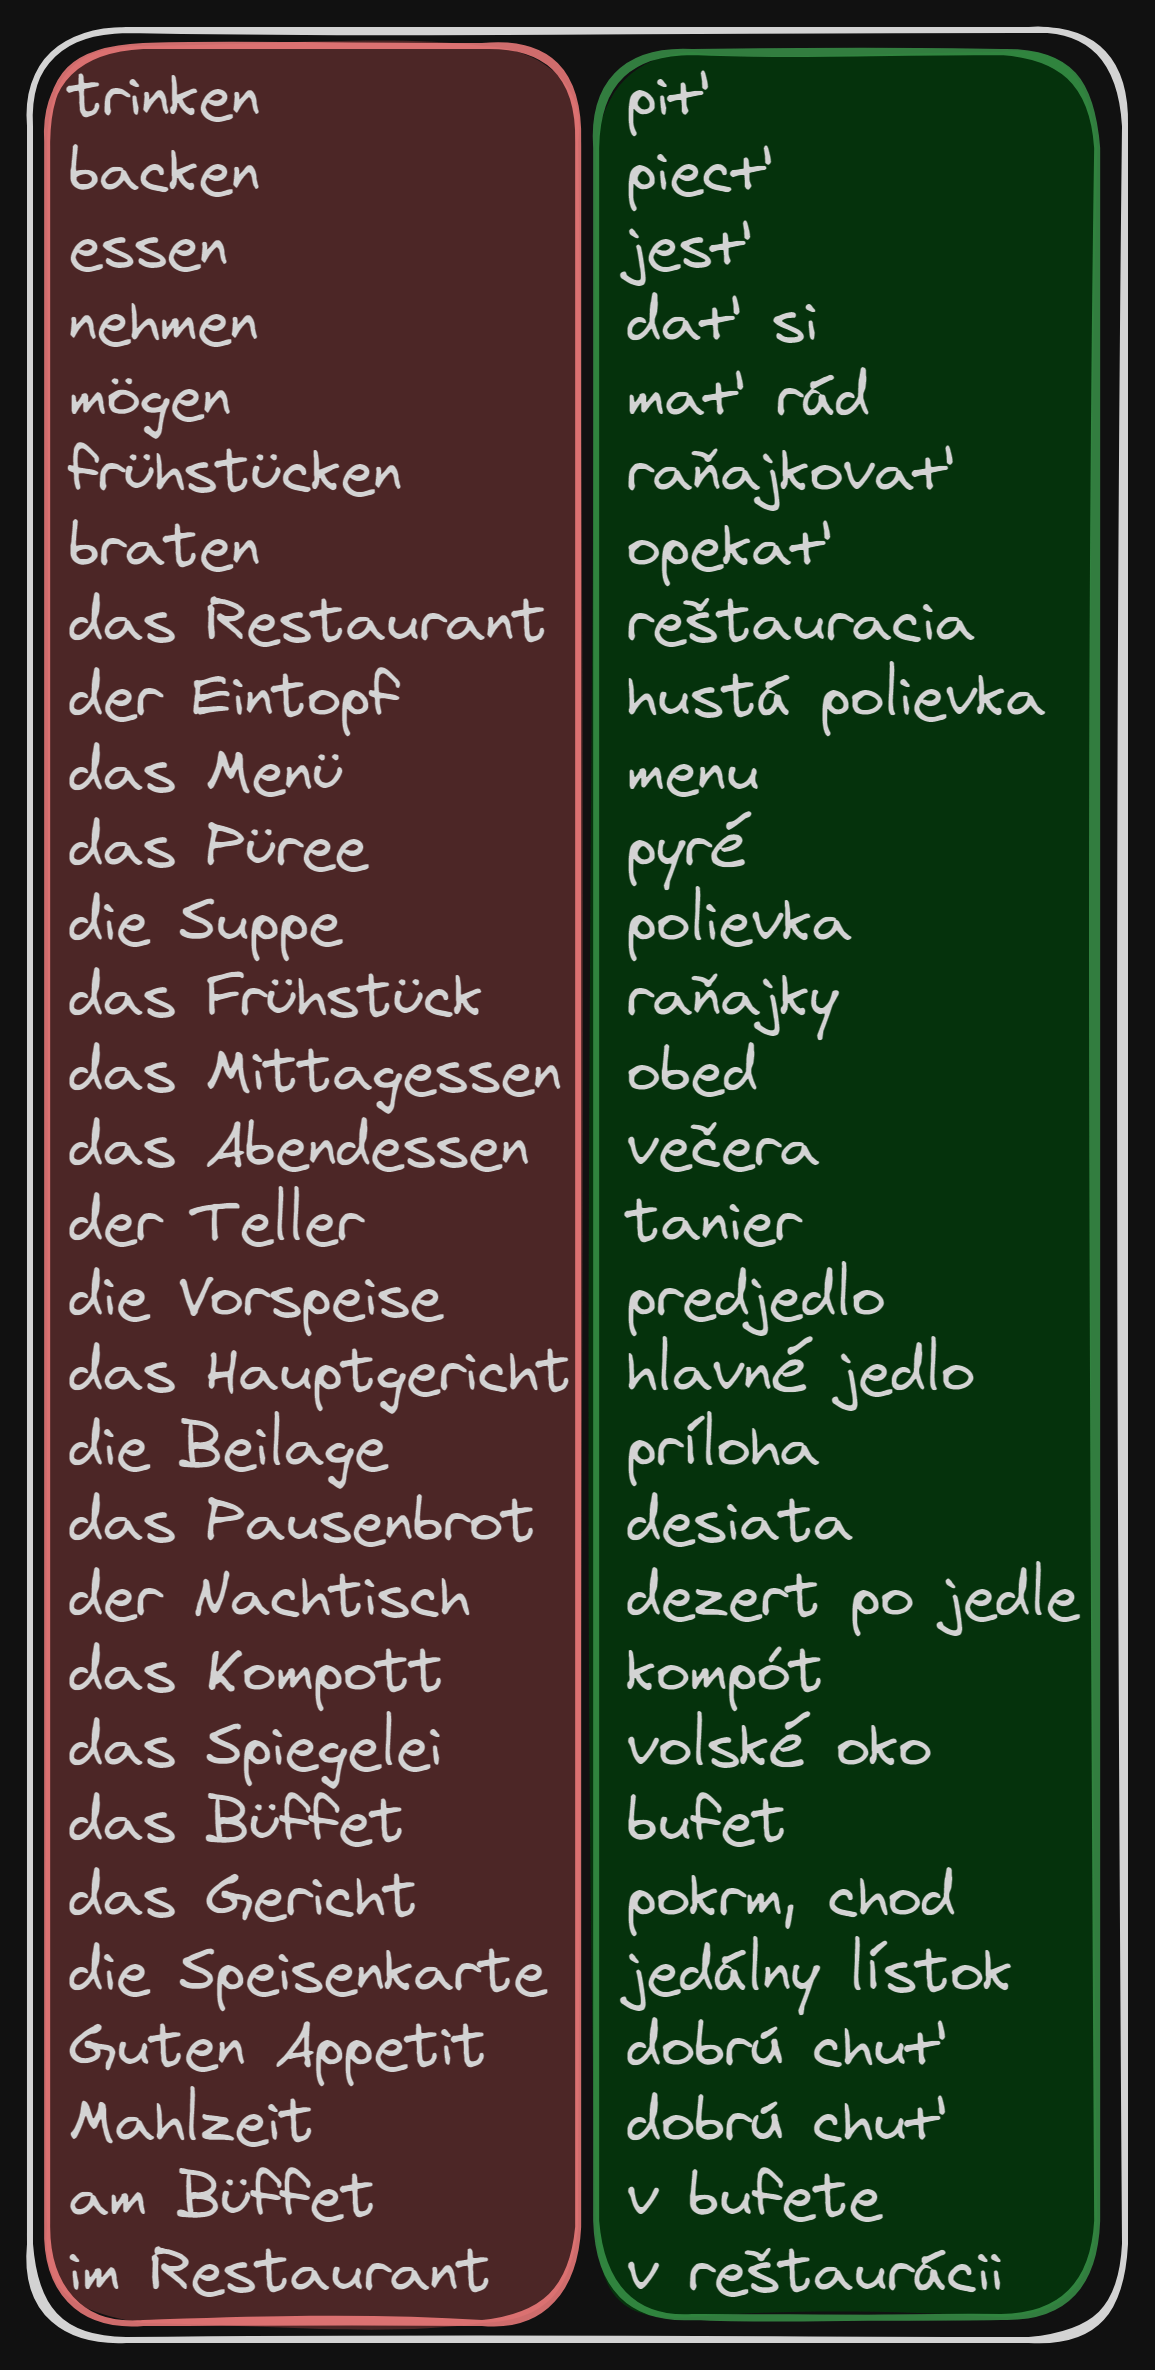 trinken piť
backen piecť
essen jesť
nehmen dať si
mögen mať rád
frühstücken raňajkovať
braten opekať
das Restaurant reštauracia
der Eintopf hustá polievka
das Menü menu
das Püree pyré
die Suppe polievka
das Frühstück raňajky
das Mittagessen obed
das Abendessen večera
der Teller tanier
die Vorspeise predjedlo
das Hauptgericht hlavné jedlo
die Beilage príloha
das Pausenbrot desiata
der Nachtisch dezert po jedle
das Kompott kompót
das Spiegelei volské oko
das Büffet bufet
das Gericht pokrm, chod
die Speisenkarte jedálny lístok
Guten Appetit dobrú chuť
Mahlzeit dobrú chuť
am Büffet v bufete
im Restaurant v reštaurácii